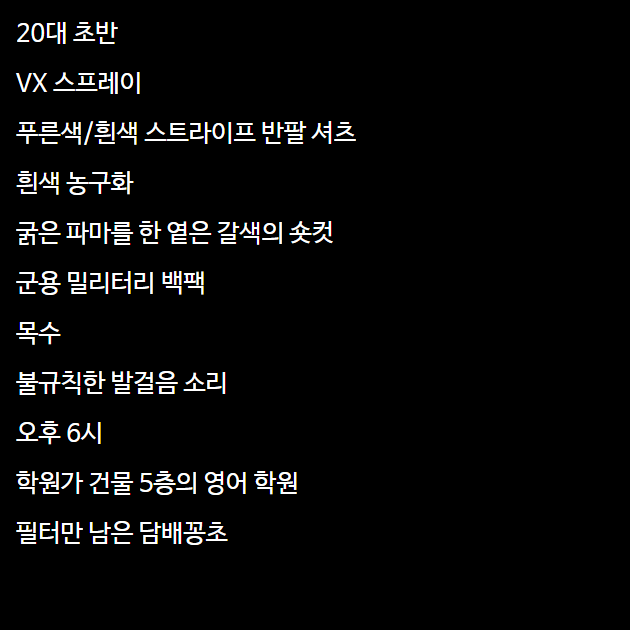 20대 초반
VX 스프레이
푸른색/흰색 스트라이프 반팔 셔츠
흰색 농구화
굵은 파마를 한 옅은 갈색의 숏컷
군용 밀리터리 백팩
목수
불규칙한 발걸음 소리
오후 6시
학원가 건물 5층의 영어 학원
필터만 남은 담배꽁초